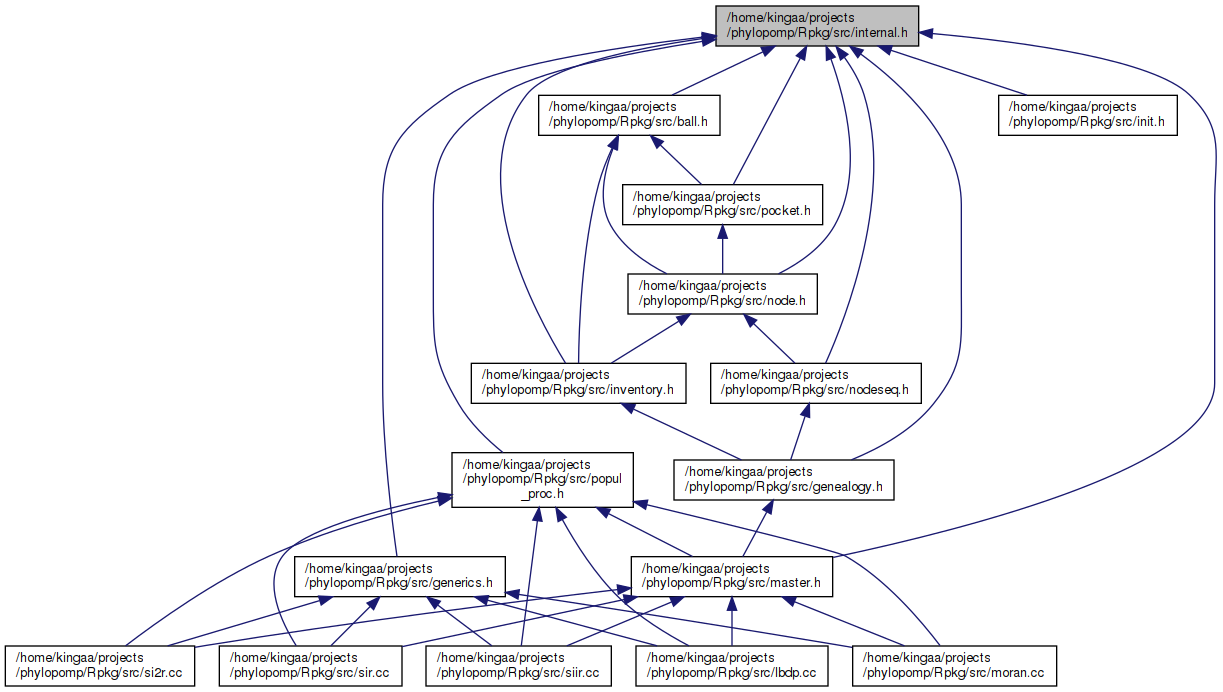 /home/kingaa/projects
/phylopomp/Rpkg/src/internal.h
/home/kingaa/projects
/phylopomp/Rpkg/src/ball.h
/home/kingaa/projects
/phylopomp/Rpkg/src/init.h
/home/kingaa/projects
/phylopomp/Rpkg/src/pocket.h
/home/kingaa/projects
/phylopomp/Rpkg/src/node.h
/home/kingaa/projects
/phylopomp/Rpkg/src/inventory.h
/home/kingaa/projects
/phylopomp/Rpkg/src/nodeseq.h
/home/kingaa/projects
/phylopomp/Rpkg/src/popul
_proc.h
/home/kingaa/projects
/phylopomp/Rpkg/src/genealogy.h
/home/kingaa/projects
/phylopomp/Rpkg/src/generics.h
/home/kingaa/projects
/phylopomp/Rpkg/src/master.h
/home/kingaa/projects
/phylopomp/Rpkg/src/si2r.cc
/home/kingaa/projects
/phylopomp/Rpkg/src/sir.cc
/home/kingaa/projects
/phylopomp/Rpkg/src/siir.cc
/home/kingaa/projects
/phylopomp/Rpkg/src/lbdp.cc
/home/kingaa/projects
/phylopomp/Rpkg/src/moran.cc